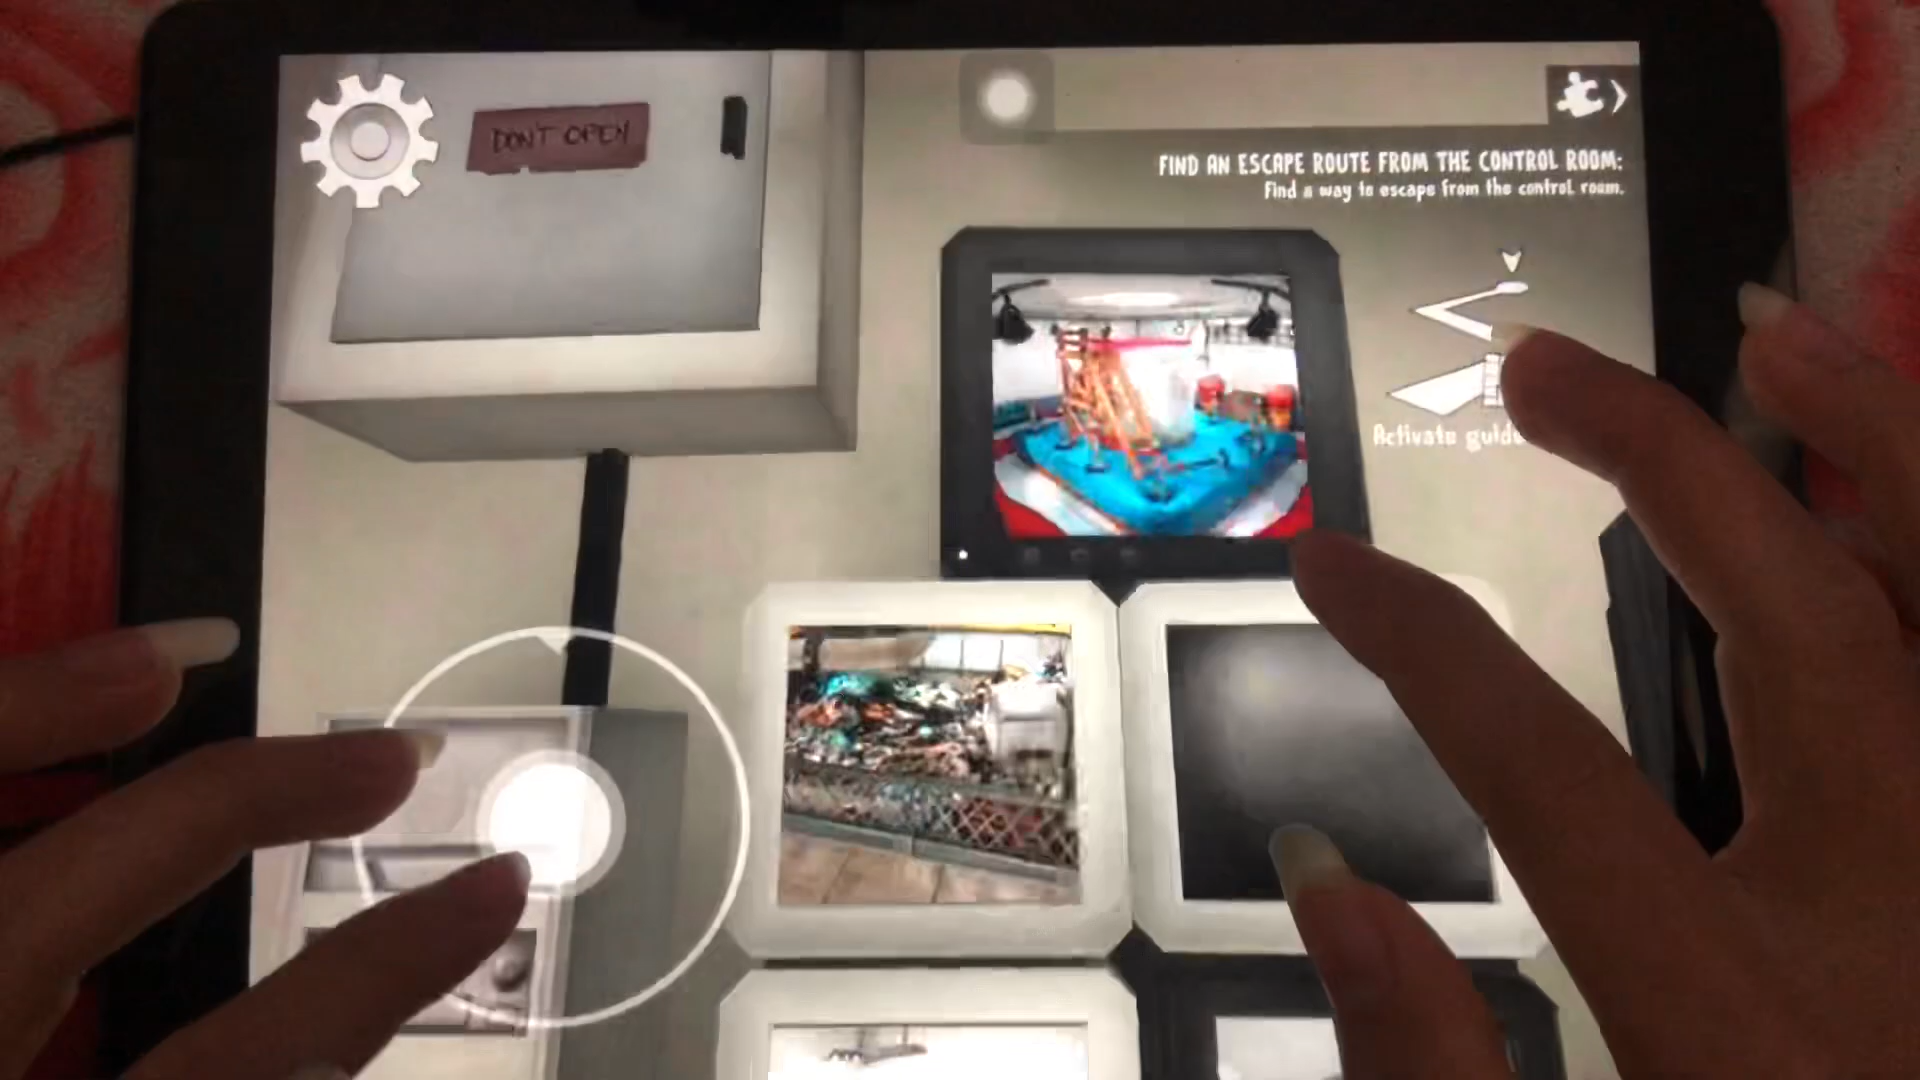 DON'T OPEN
FIND AN ESCAPE ROUTE FROM THE CONTROL ROOM:
Find a way to escape from the control room.
Activate guide